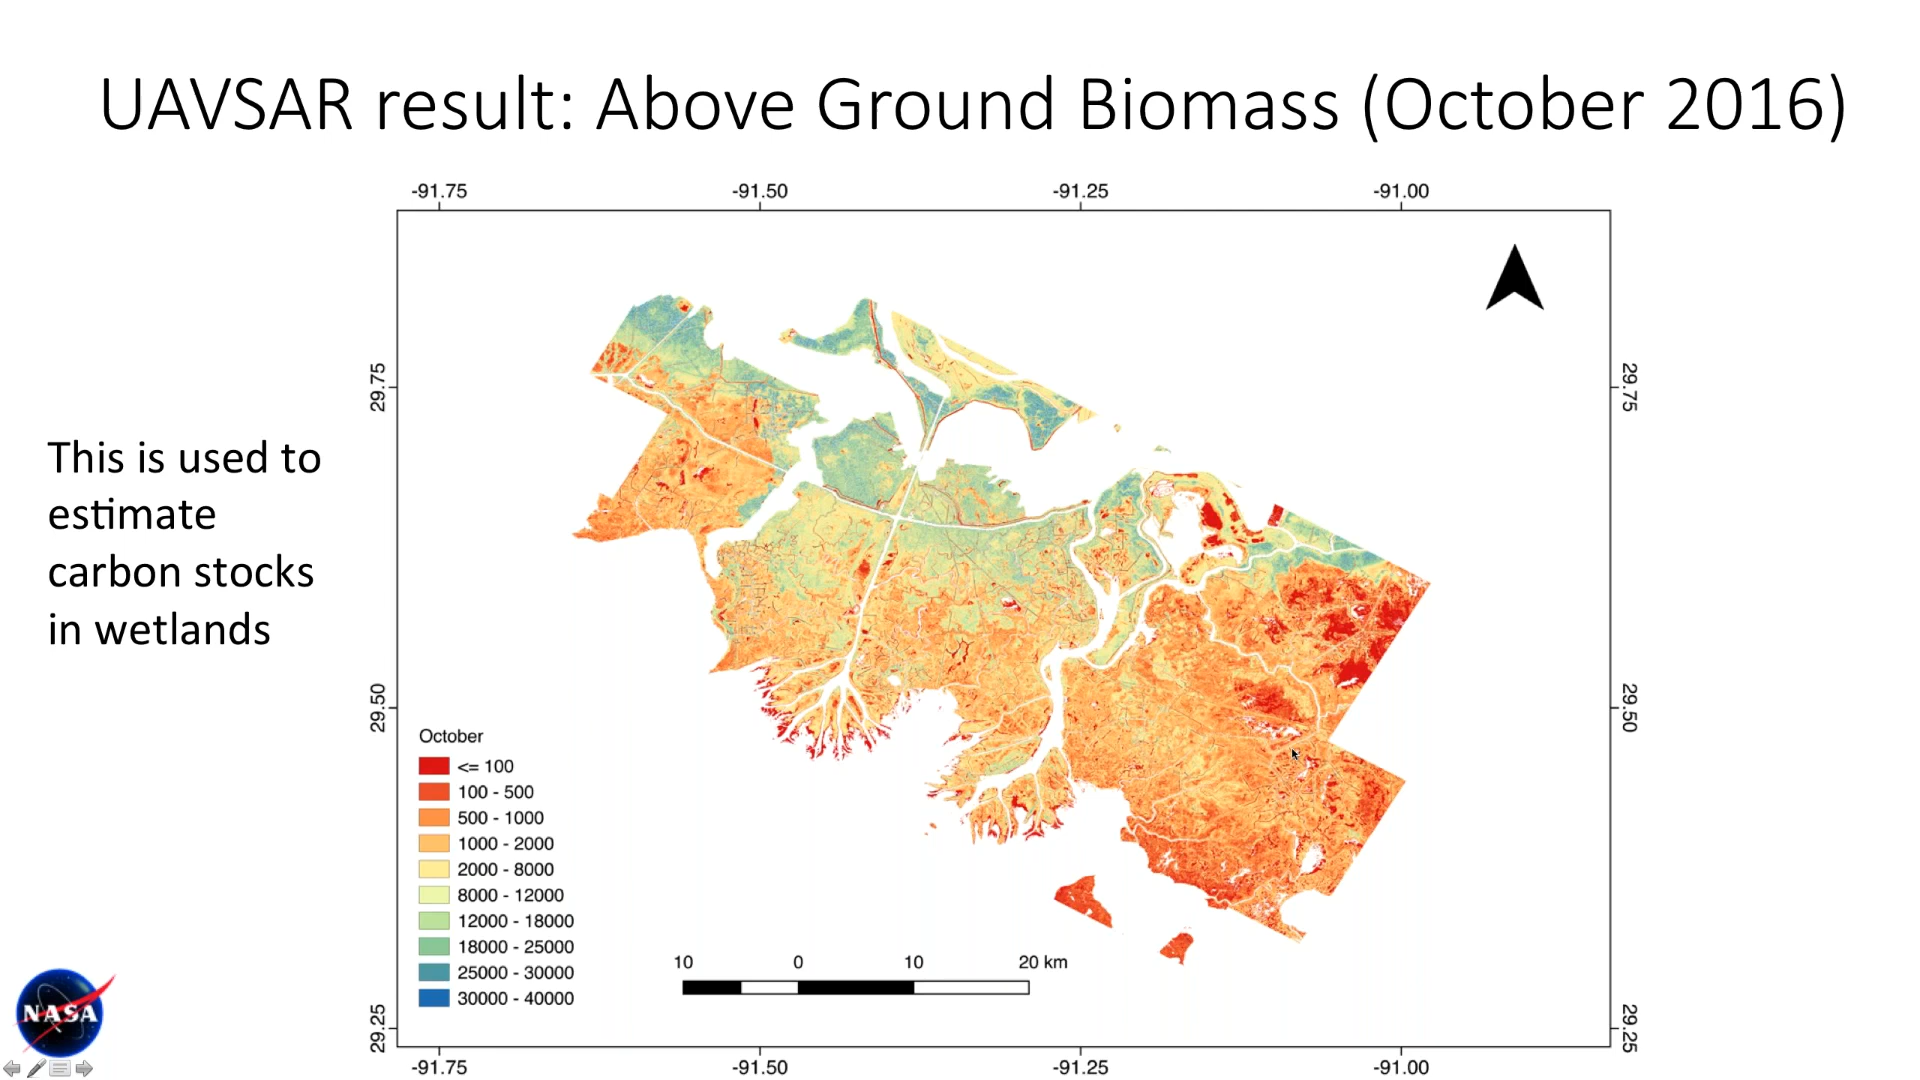 UAVSAR result: Above Ground Biomass (October 2016)
This is used to
estimate
carbon stocks
in wetlands
-91.75 -91.50 -91.25 -91.00
29.75 29.75
29.50 29.50
29.25 29.25
October
<= 100
100 - 500
500 - 1000
1000 - 2000
2000 - 8000
8000 - 12000
12000 - 18000
18000 - 25000
25000 - 30000
30000 - 40000
10 0 10 20 km
-91.75 -91.50 -91.25 -91.00
NASA